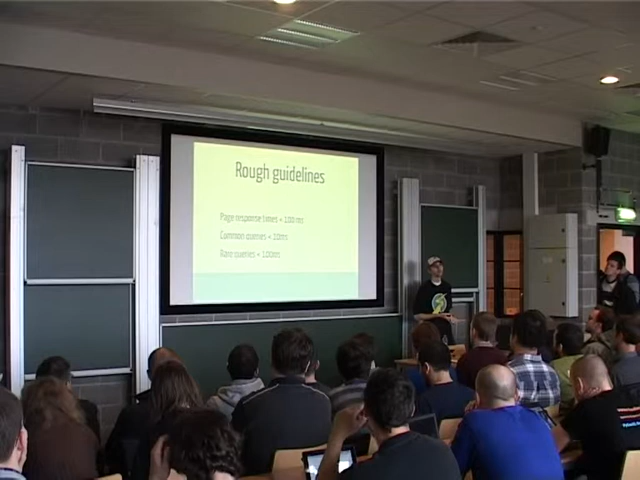 Rough guidelines
Page response times < 100 ms
Common queries < 10ms
Rare queries < 100ms